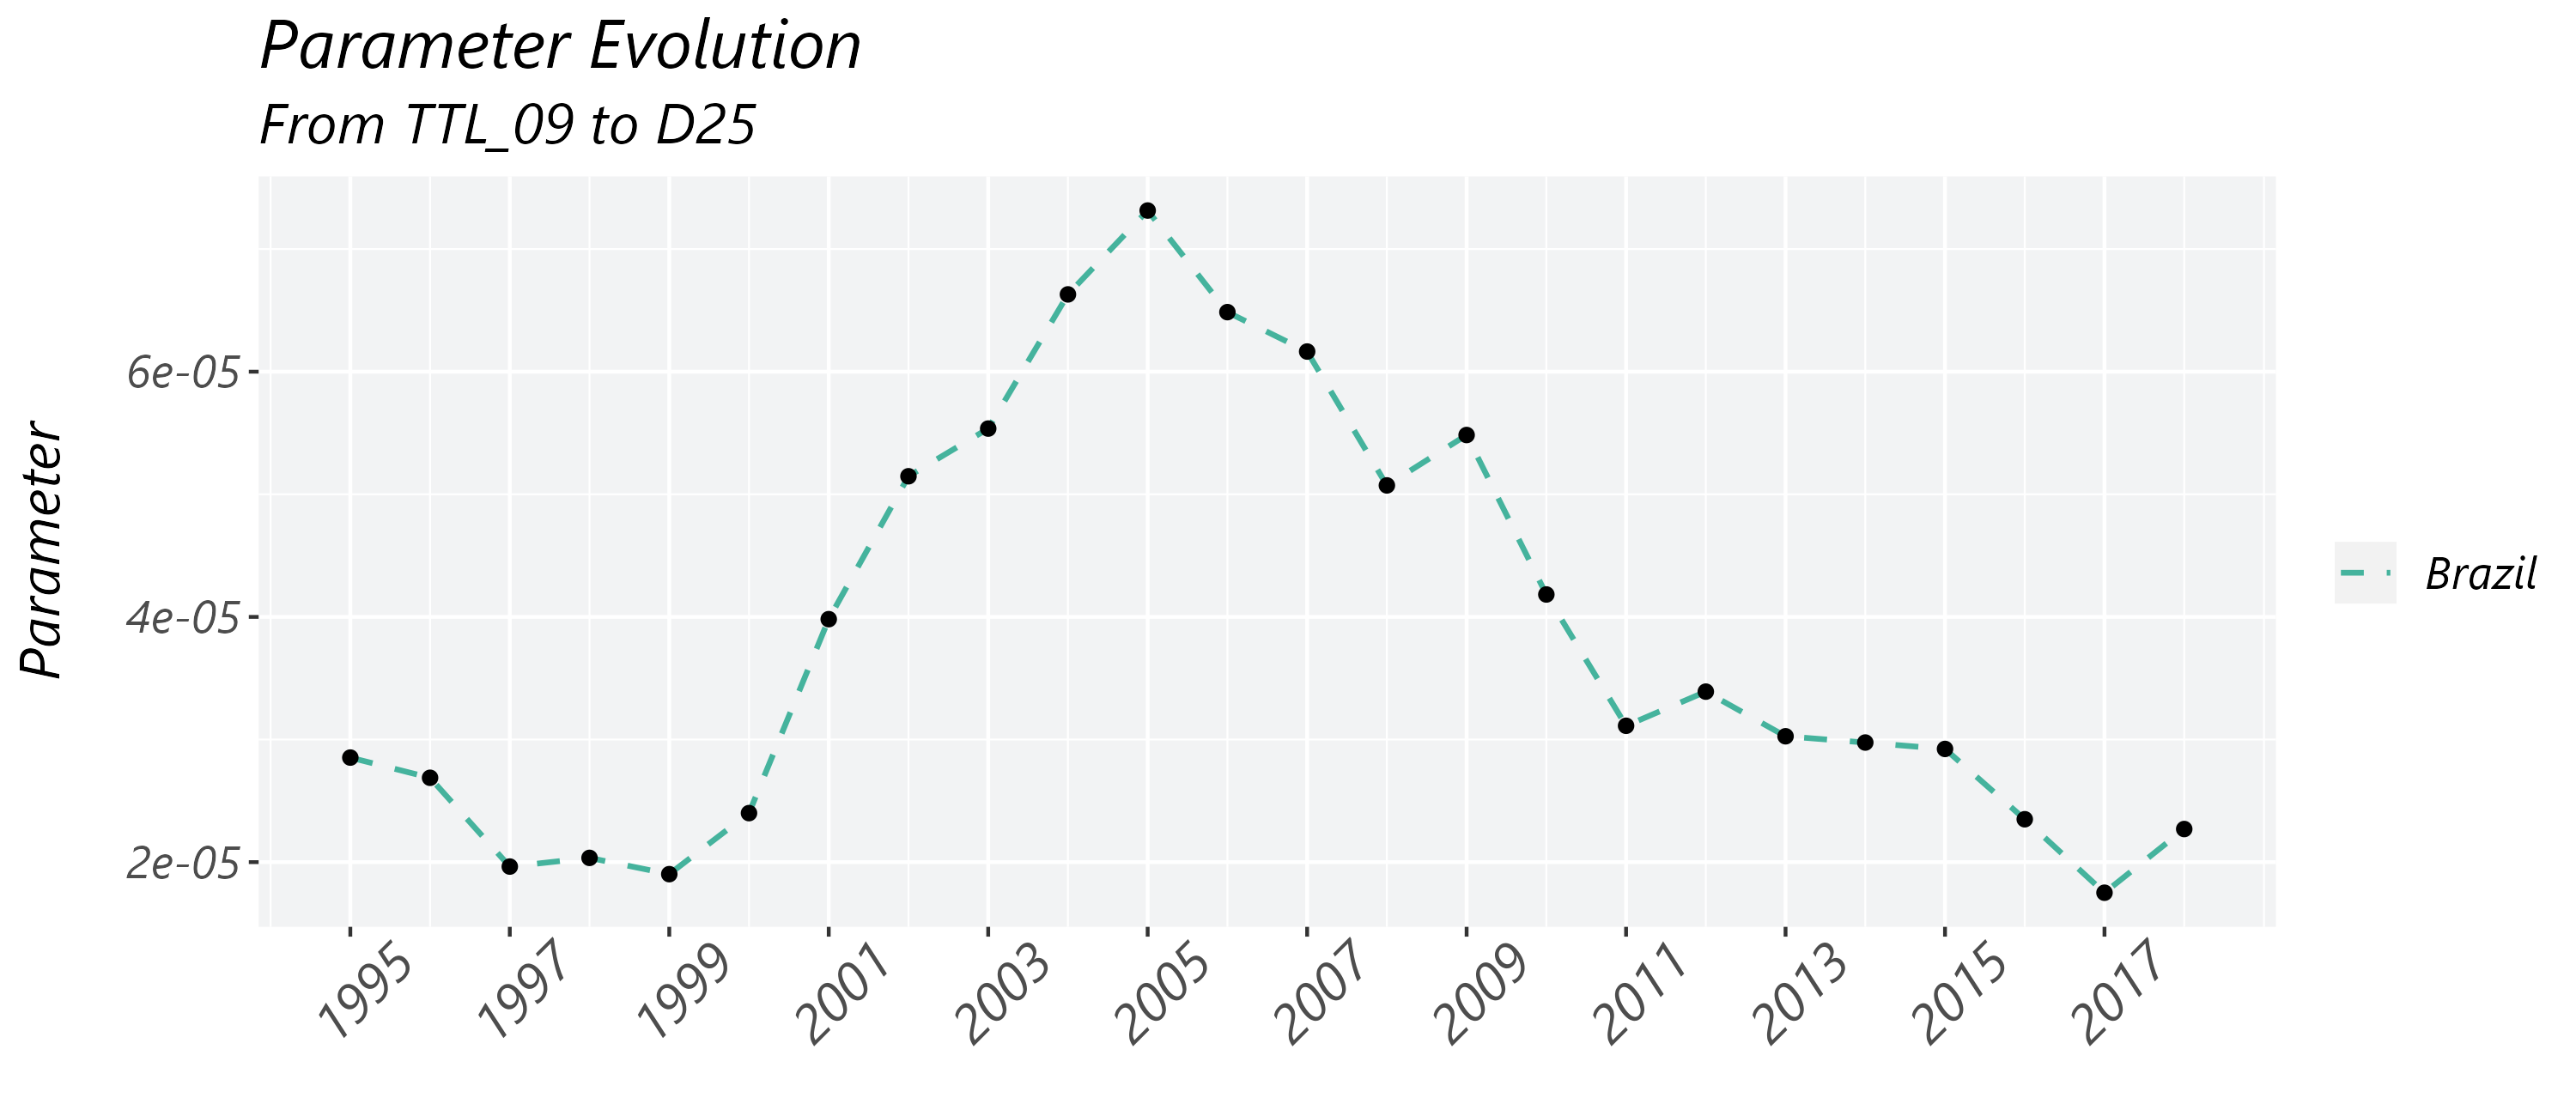 Parameter Evolution
From TTL_09 to D25
Parameter
6e-05
4e-05
2e-05
1995
1997
1999
2001
2003
2005
2007
2009
2011
2013
2015
2017
Brazil